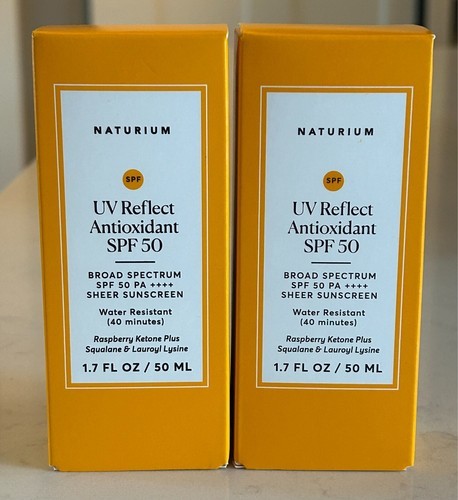 NATURIUM
SPF
UV Reflect
Antioxidant
SPF 50
BROAD SPECTRUM
SPF 50 PA ++++
SHEER SUNSCREEN
Water Resistant
(40 minutes)
Raspberry Ketone Plus
Squalane & Lauroyl Lysine
1.7 FL OZ / 50 ML
NATURIUM
SPF
UV Reflect
Antioxidant
SPF 50
BROAD SPECTRUM
SPF 50 PA ++++
SHEER SUNSCREEN
Water Resistant
(40 minutes)
Raspberry Ketone Plus
Squalane & Lauroyl Lysine
1.7 FL OZ / 50 ML